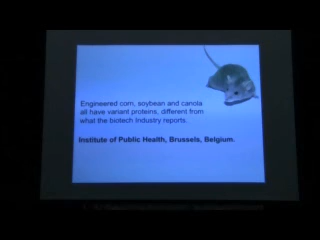 Engineered corn, soybean and canola
all have variant proteins, different from
what the biotech Industry reports.
Institute of Public Health, Brussels, Belgium.